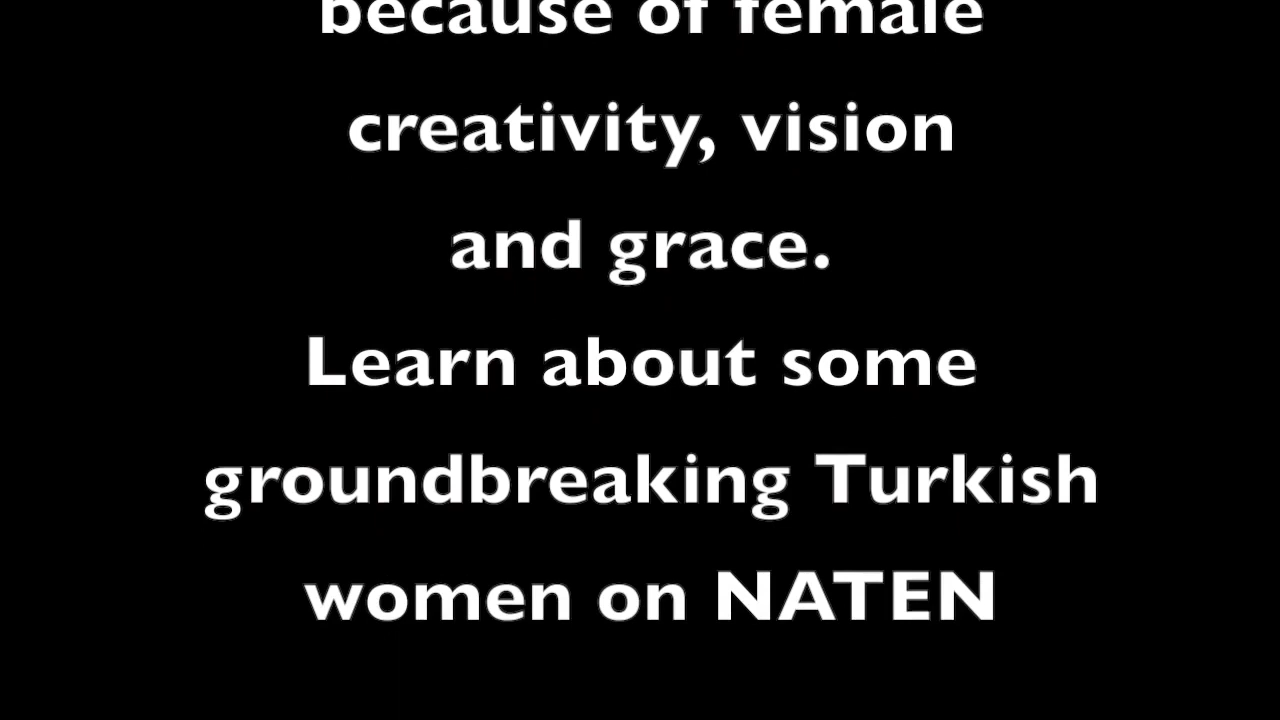 because of female
creativity, vision
and grace.
Learn about some
groundbreaking Turkish
women on NATEN